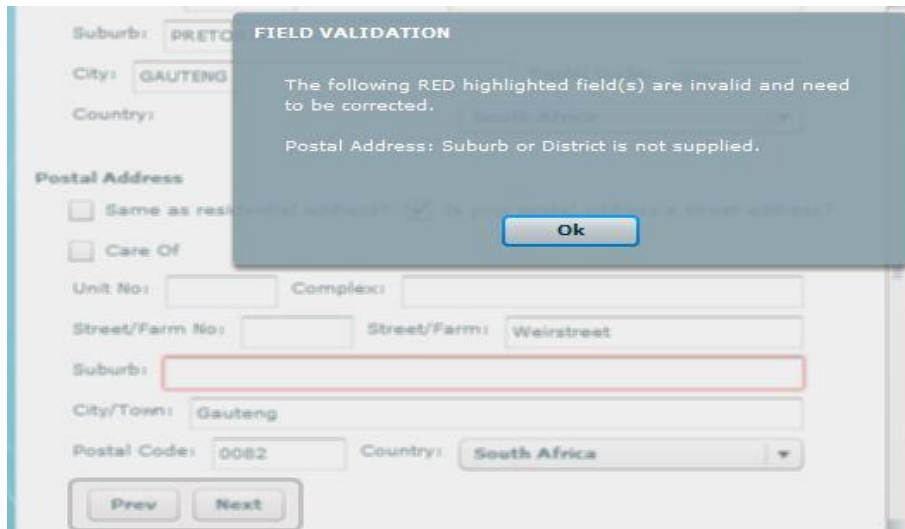 Suburb: PRETO
FIELD VALIDATION
City: GAUTENG
The following RED highlighted field(s) are invalid and need
to be corrected.
Country: South Africa
Postal Address: Suburb or District is not supplied.
Postal Address
Same as residential address? Is your postal address a street address?
Ok
Care Of
Unit No: Complex:
Street/Farm No: Street/Farm: Weirstreet
Suburb:
City/Town: Gauteng
Postal Code: 0082 Country: South Africa
Prev Next